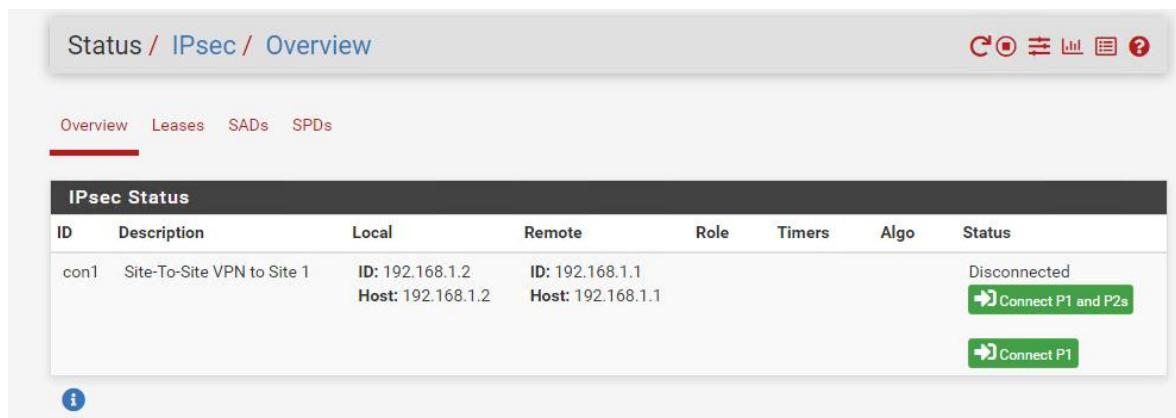 Status / IPsec / Overview
Overview Leases SADs SPDs
IPsec Status
ID Description Local Remote Role Timers Algo Status
con1 Site-To-Site VPN to Site 1 ID: 192.168.1.2 ID: 192.168.1.1 Disconnected
Host: 192.168.1.2 Host: 192.168.1.1 Connect P1 and P2s
Connect P1